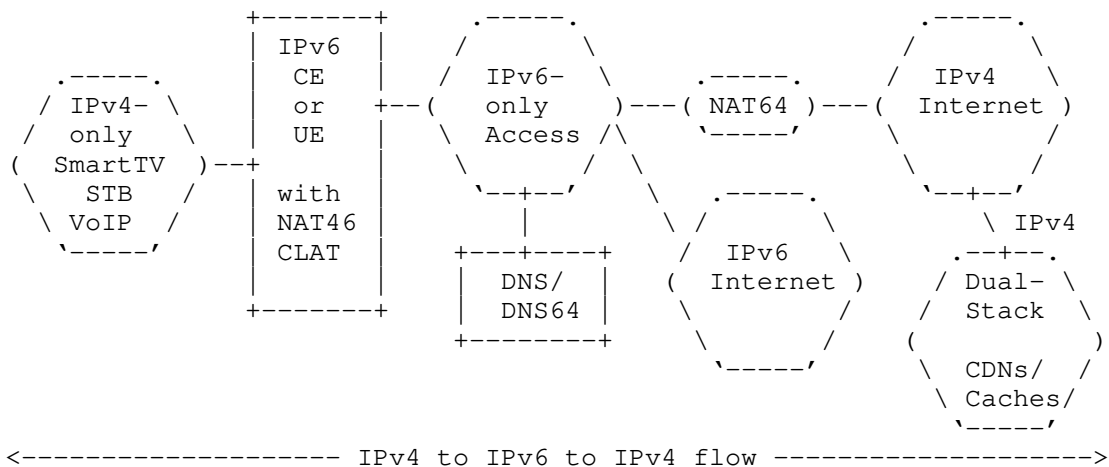 IPv6
CE
or
UE
with
NAT46
CLAT
IPv4-
only
SmartTV
STB
VoIP
IPv6-
only
Access
NAT64
IPv4
Internet
DNS/
DNS64
IPv6
Internet
IPv4
Dual-
Stack
CDNs/
Caches
<-------------------- IPv4 to IPv6 to IPv4 flow -------------------->